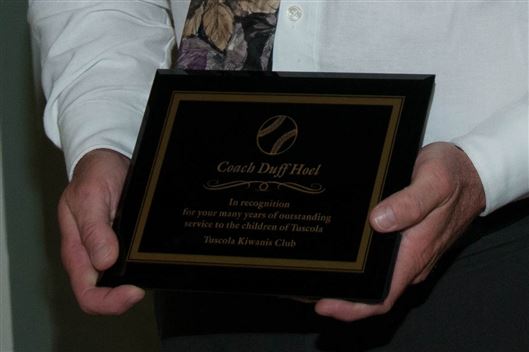 Coach Duff Hoel
In recognition
for your many years of outstanding
service to the children of Tuscola
Tuscola Kiwanis Club